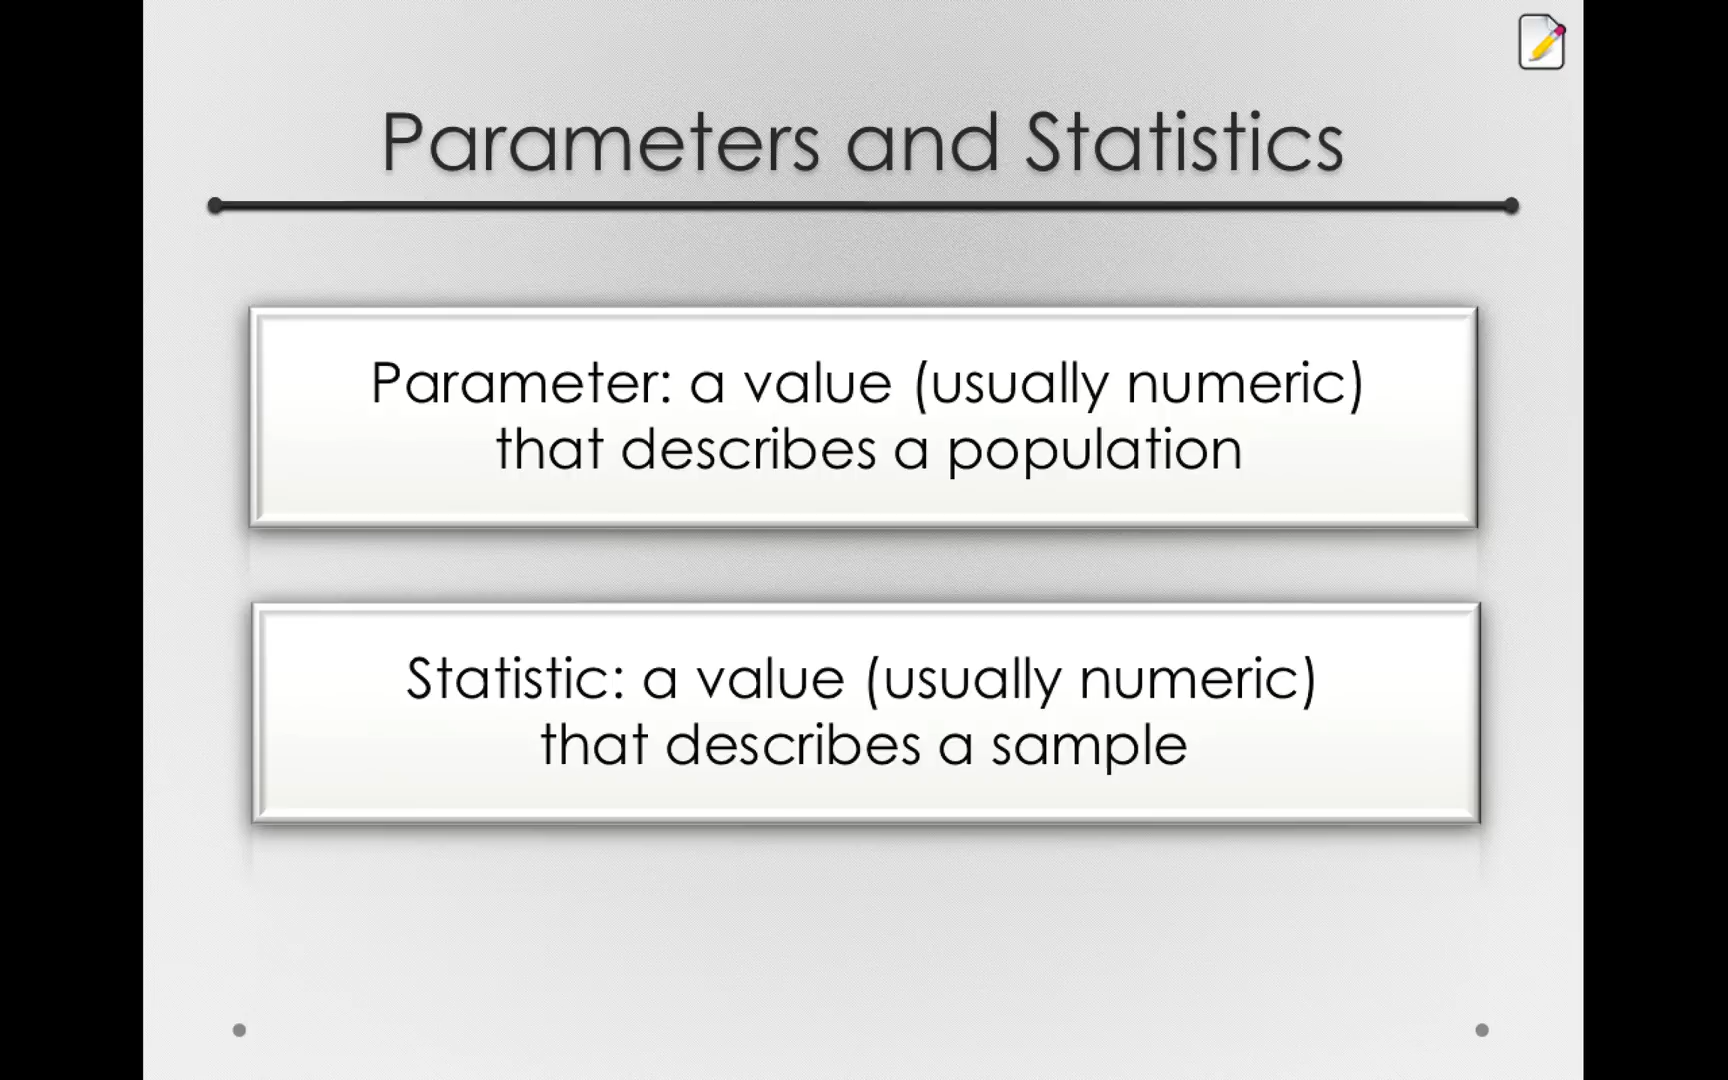 Parameters and Statistics
Parameter: a value (usually numeric)
that describes a population
Statistic: a value (usually numeric)
that describes a sample